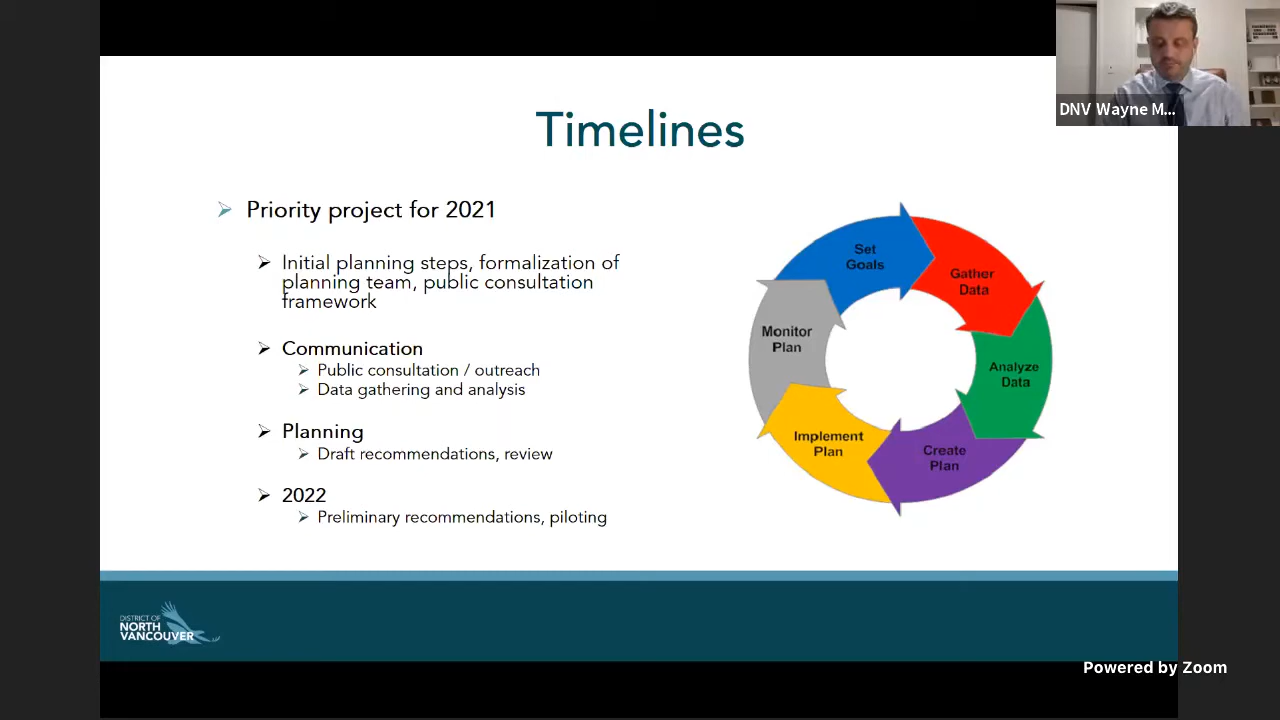 DNV Wayne M...
Timelines
Priority project for 2021
Initial planning steps, formalization of
planning team, public consultation
framework
Communication
Public consultation / outreach
Data gathering and analysis
Planning
Draft recommendations, review
2022
Preliminary recommendations, piloting
Set
Goals
Gather
Data
Analyze
Data
Create
Plan
Implement
Plan
Monitor
Plan
DISTRICT OF
NORTH
VANCOUVER
Powered by Zoom